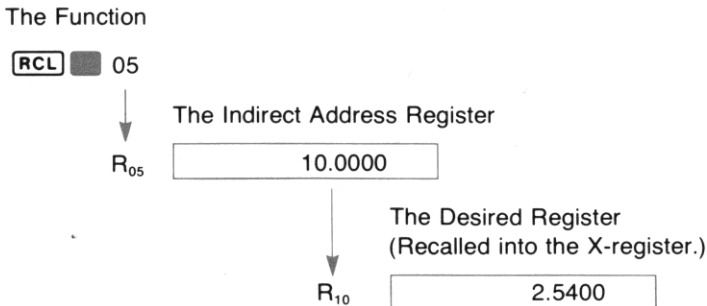 The Function
RCL 05
The Indirect Address Register
R05 10.0000
The Desired Register
(Recalled into the X-register.)
R10 2.5400